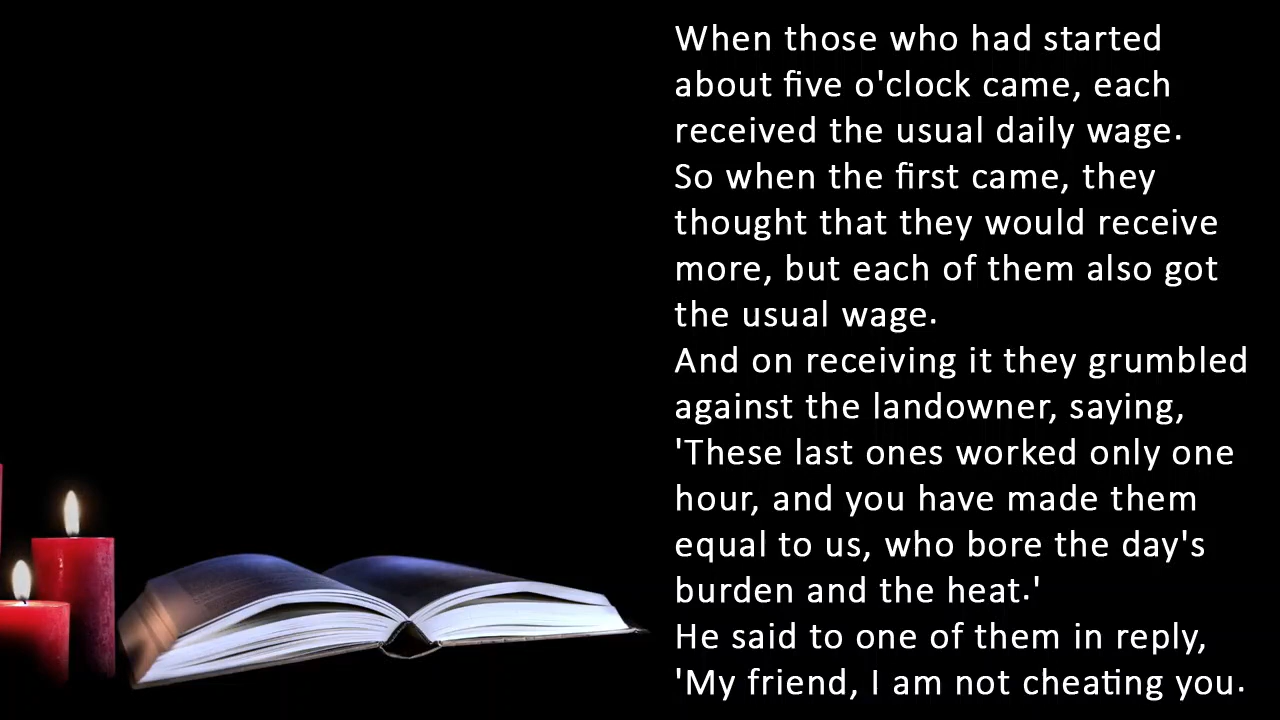 When those who had started
about five o'clock came, each
received the usual daily wage.
So when the first came, they
thought that they would receive
more, but each of them also got
the usual wage.
And on receiving it they grumbled
against the landowner, saying,
'These last ones worked only one
hour, and you have made them
equal to us, who bore the day's
burden and the heat.'
He said to one of them in reply,
'My friend, I am not cheating you.